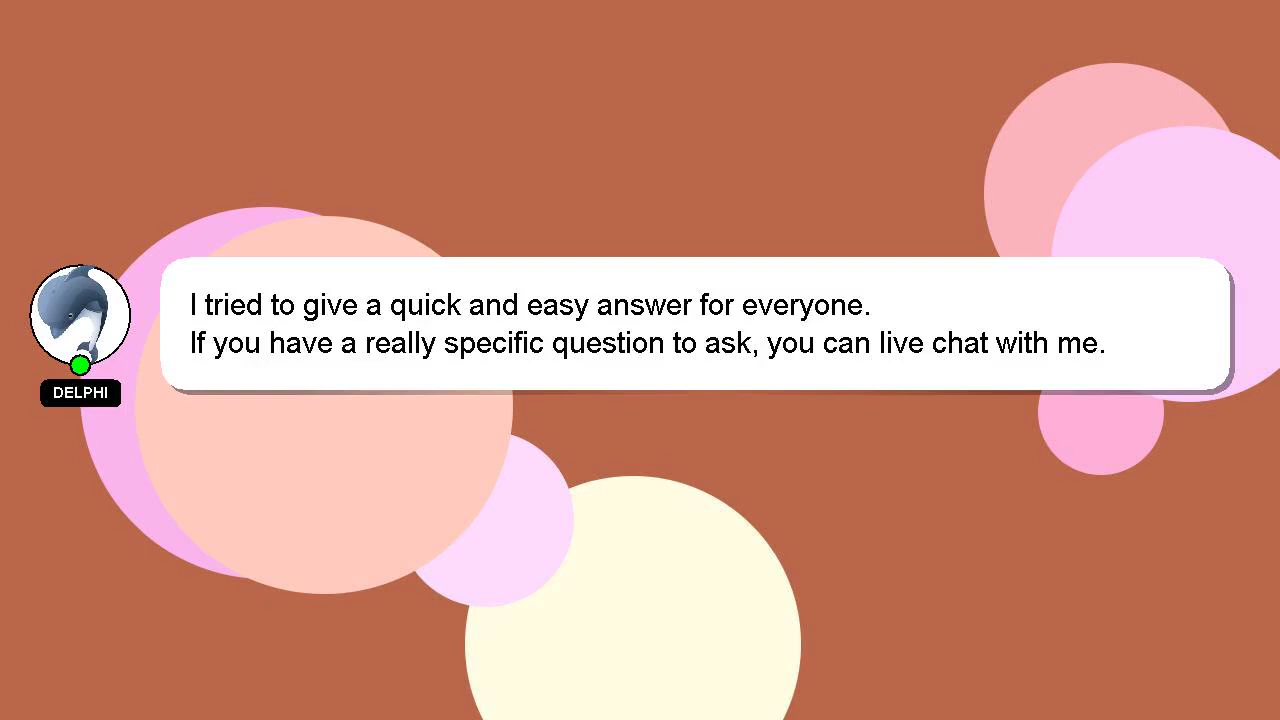 I tried to give a quick and easy answer for everyone.
If you have a really specific question to ask, you can live chat with me.
DELPHI